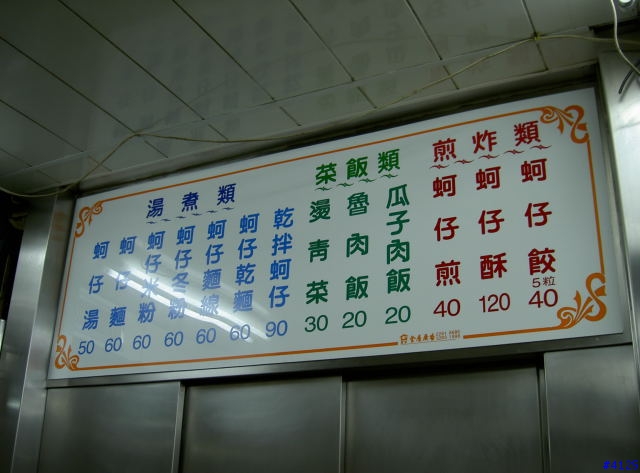 煎炸類
蚵仔餃
5粒
40
蚵仔酥
120
蚵仔煎
40
菜飯類
瓜子肉飯
20
魯肉飯
20
燙青菜
30
湯煮類
乾拌蚵仔
90
蚵仔乾麵
60
蚵仔麵線
60
蚵仔冬粉
60
蚵仔米粉
60
蚵仔麵
60
蚵仔湯
50